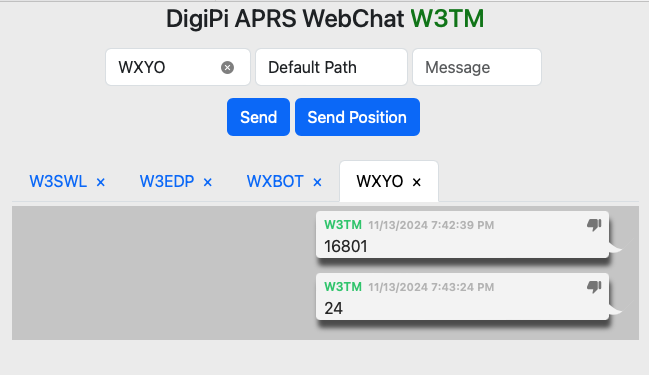 DigiPi APRS WebChat W3TM
WXYO Default Path Message
Send Send Position
W3SWL × W3EDP × WXBOT × WXYO ×
W3TM 11/13/2024 7:42:39 PM
16801
W3TM 11/13/2024 7:43:24 PM
24